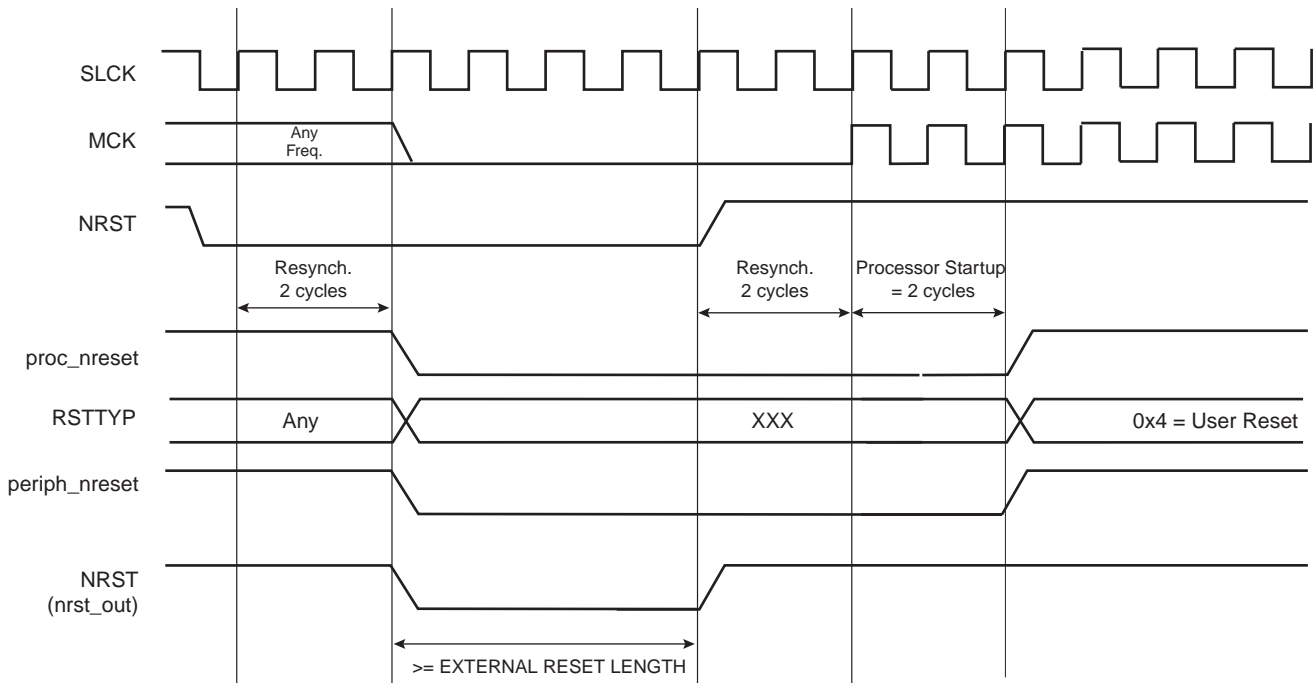 SLCK
MCK
Any
Freq.
NRST
Resynch.
2 cycles
Resynch.
2 cycles
Processor Startup
= 2 cycles
proc_nreset
RSTTYP
Any
XXX
0x4 = User Reset
periph_nreset
NRST
(nrst_out)
>= EXTERNAL RESET LENGTH